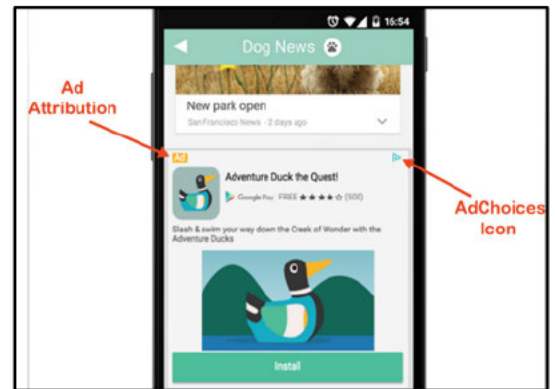 16:54
Dog News
Ad
Attribution
New park open
SanFrancisco News - 2 days ago
Ad
Adventure Duck the Quest!
Google Play FREE ★★★★☆ (500)
AdChoices
Icon
Slash & swim your way down the Creek of Wonder with the
Adventure Ducks
Install